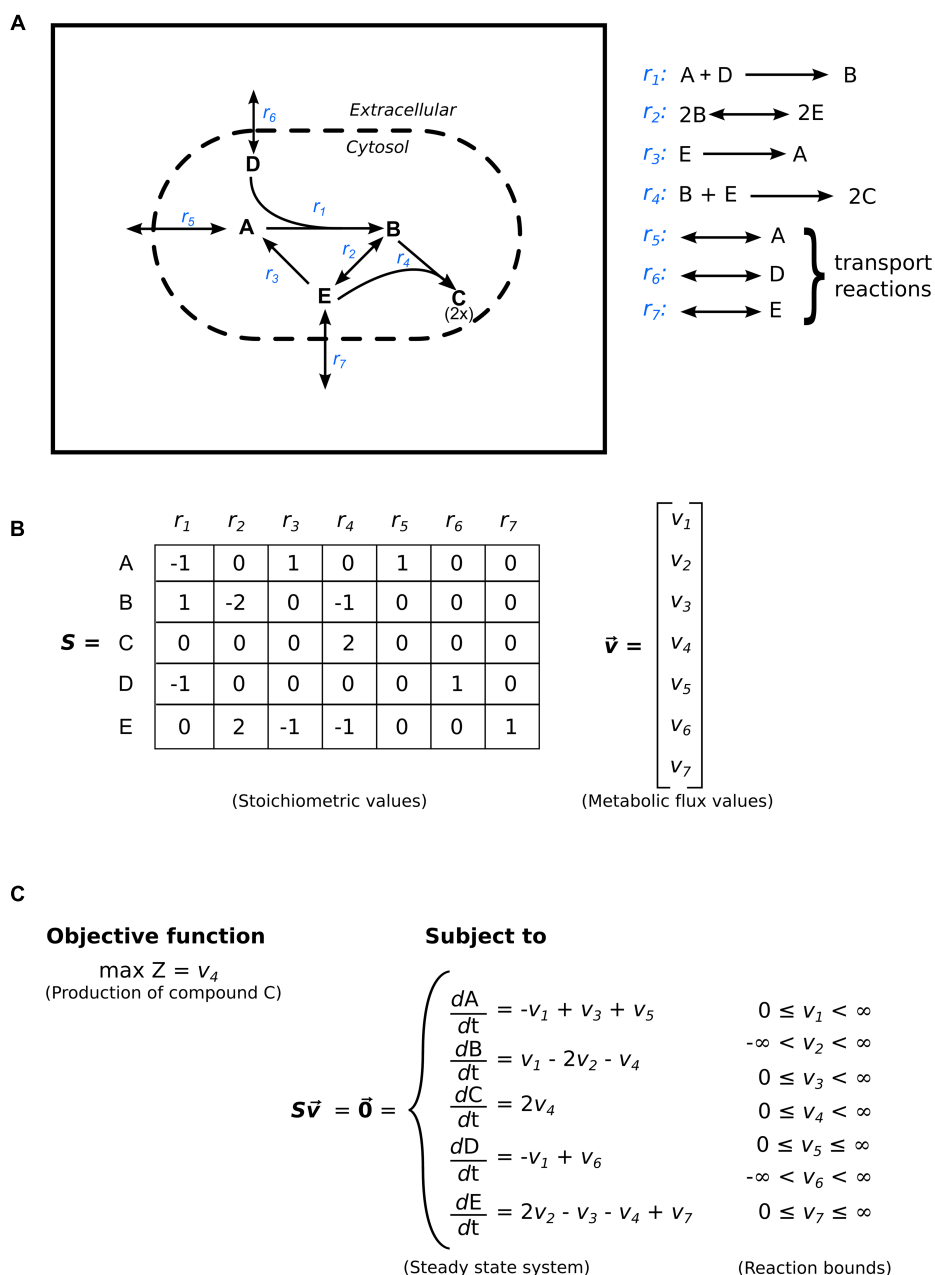 A
Extracellular
Cytosol
r6
D
r5
A
r1
B
r2
r4
r3
E
C
(2x)
r7
r1: A + D ⟶ B
r2: 2B ⟷ 2E
r3: E ⟶ A
r4: B + E ⟶ 2C
r5: ⟷ A
r6: ⟷ D
r7: ⟷ E
} transport
reactions
B
r1 r2 r3 r4 r5 r6 r7
A -1 0 1 0 1 0 0
B 1 -2 0 -1 0 0 0
S = C 0 0 0 2 0 0 0
D -1 0 0 0 0 1 0
E 0 2 -1 -1 0 0 1
(Stoichiometric values)
v⃗ =
v1
v2
v3
v4
v5
v6
v7
(Metabolic flux values)
C
Objective function
max Z = v4
(Production of compound C)
Subject to
Sv⃗ = 0⃗ =
dA/dt = -v1 + v3 + v5
dB/dt = v1 - 2v2 - v4
dC/dt = 2v4
dD/dt = -v1 + v6
dE/dt = 2v2 - v3 - v4 + v7
(Steady state system)
0 ≤ v1 < ∞
-∞ < v2 < ∞
0 ≤ v3 < ∞
0 ≤ v4 < ∞
0 ≤ v5 ≤ ∞
-∞ < v6 < ∞
0 ≤ v7 ≤ ∞
(Reaction bounds)